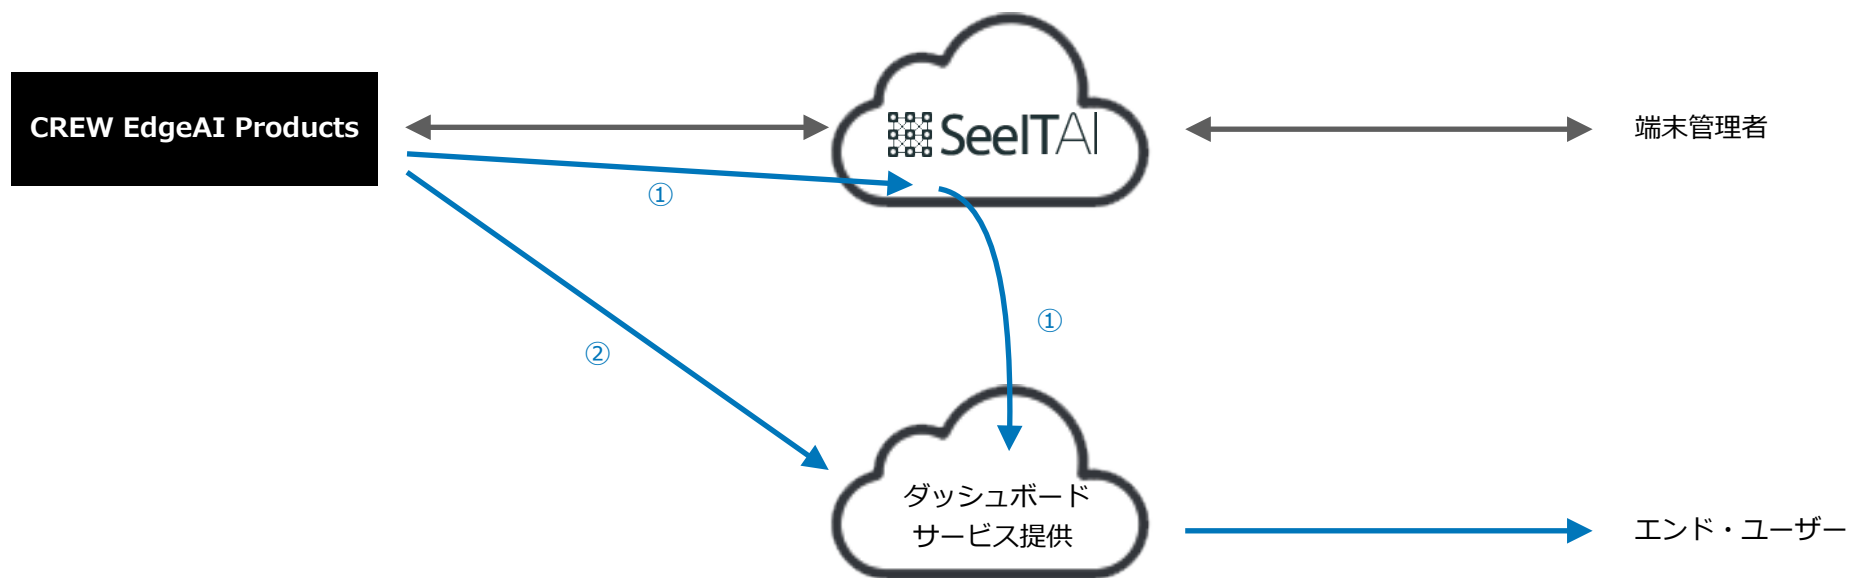 CREW EdgeAI Products
SeeITAI
端末管理者
①
①
②
ダッシュボード
サービス提供
エンド・ユーザー